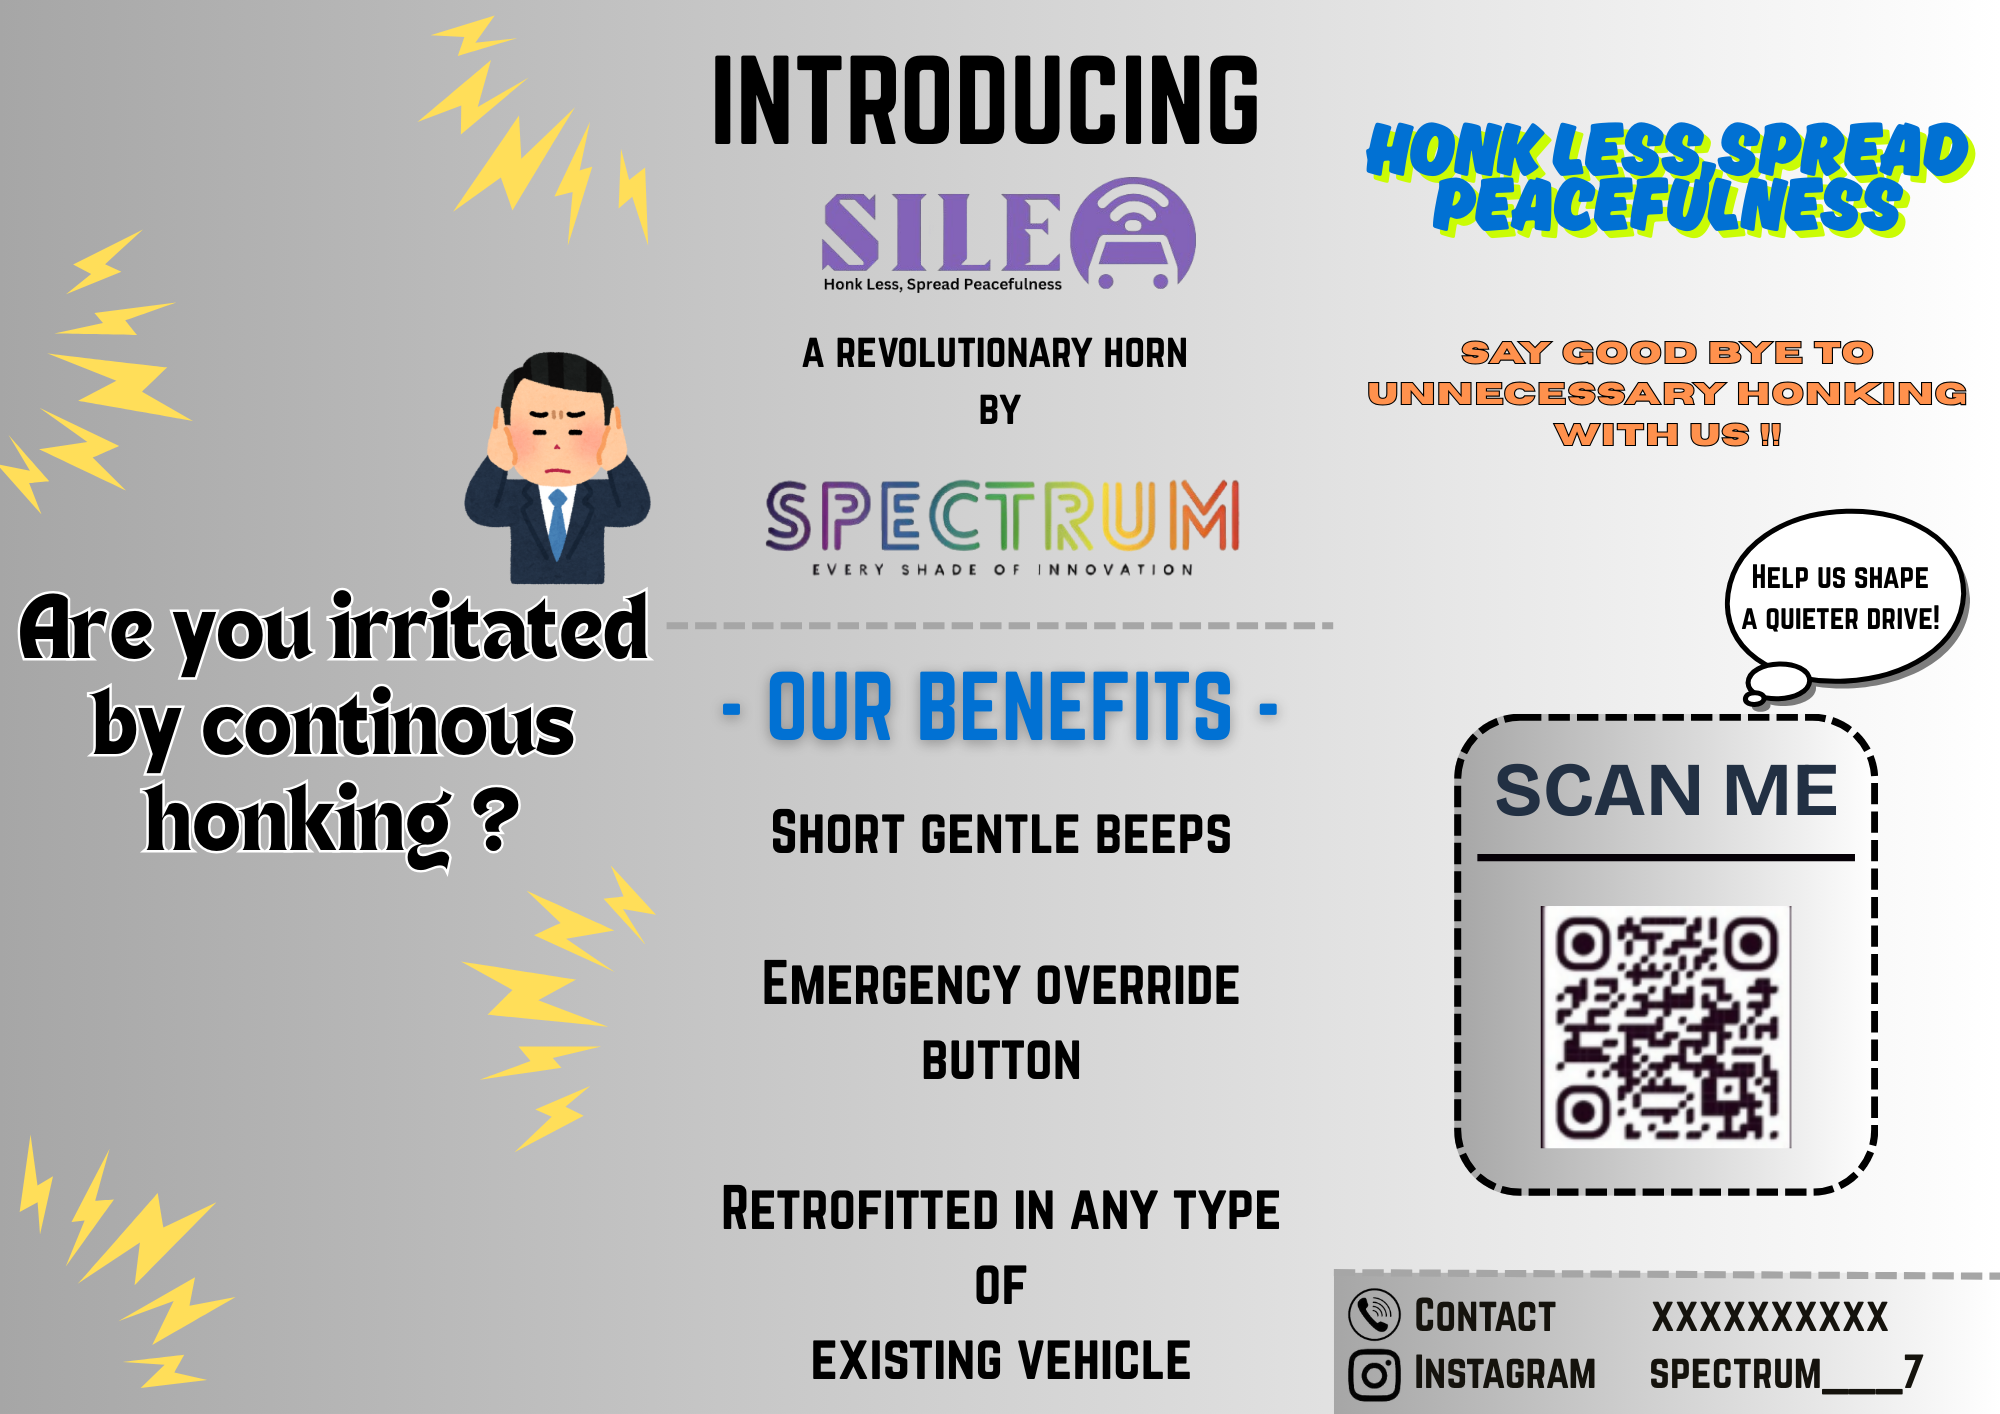 Are you irritated
by continous
honking ?
INTRODUCING
SILE
Honk Less, Spread Peacefulness
A REVOLUTIONARY HORN
BY
SPECTRUM
EVERY SHADE OF INNOVATION
- OUR BENEFITS -
SHORT GENTLE BEEPS
EMERGENCY OVERRIDE
BUTTON
RETROFITTED IN ANY TYPE
OF
EXISTING VEHICLE
HONK LESS,SPREAD
PEACEFULNESS
SAY GOOD BYE TO
UNNECESSARY HONKING
WITH US !!
HELP US SHAPE
A QUIETER DRIVE!
SCAN ME
CONTACT XXXXXXXXXX
INSTAGRAM SPECTRUM___7